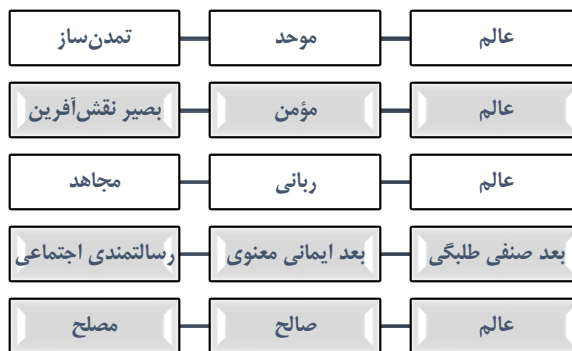 عالم موحد تمدن‌ساز
عالم مؤمن بصیر نقش‌آفرین
عالم ربانی مجاهد
بعد صنفی طلبگی بعد ایمانی معنوی رسالتمندی اجتماعی
عالم صالح مصلح